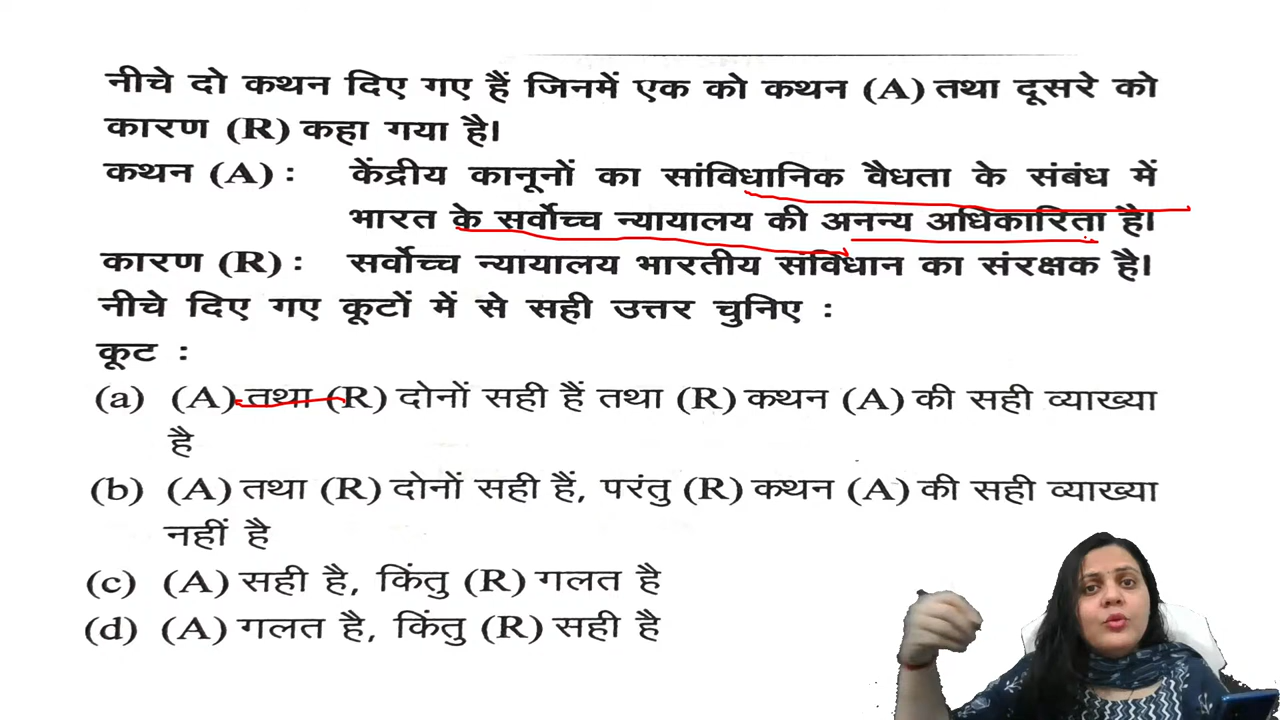 नीचे दो कथन दिए गए हैं जिनमें एक को कथन (A) तथा दूसरे को
कारण (R) कहा गया है।
कथन (A) : केंद्रीय कानूनों का सांविधानिक वैधता के संबंध में
भारत के सर्वोच्च न्यायालय की अनन्य अधिकारिता है।
कारण (R) : सर्वोच्च न्यायालय भारतीय संविधान का संरक्षक है।
नीचे दिए गए कूटों में से सही उत्तर चुनिए :
कूट :
(a) (A) तथा (R) दोनों सही हैं तथा (R) कथन (A) की सही व्याख्या
है
(b) (A) तथा (R) दोनों सही हैं, परंतु (R) कथन (A) की सही व्याख्या
नहीं है
(c) (A) सही है, किंतु (R) गलत है
(d) (A) गलत है, किंतु (R) सही है